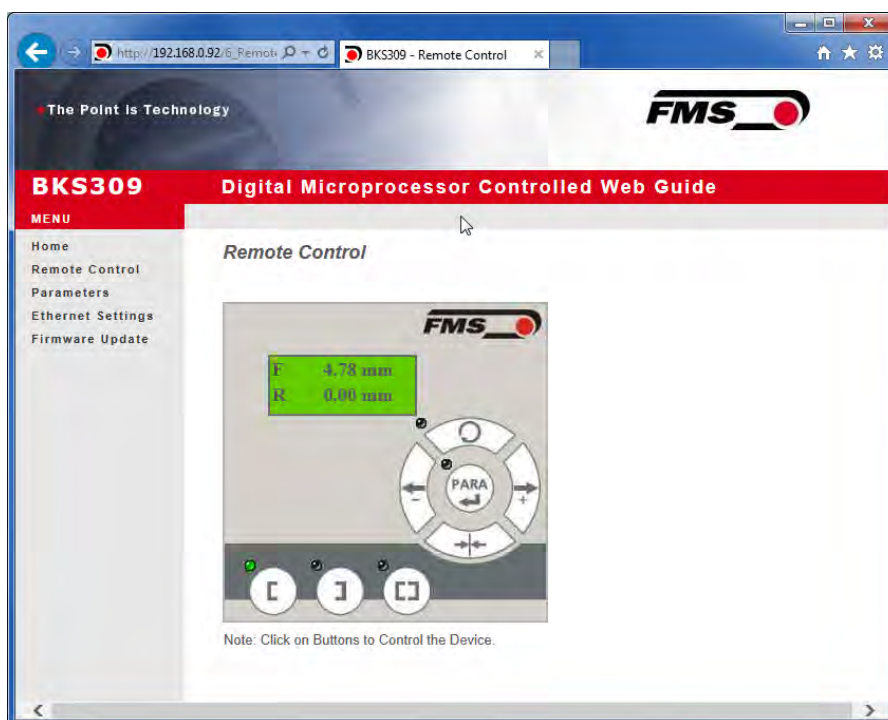 http://192.168.0.92/6_Remot
BKS309 - Remote Control
The Point is Technology
FMS
BKS309
Digital Microprocessor Controlled Web Guide
MENU
Home
Remote Control
Parameters
Ethernet Settings
Firmware Update
Remote Control
FMS
F 4.78 mm
R 0.00 mm
PARA
-
+
Note: Click on Buttons to Control the Device.